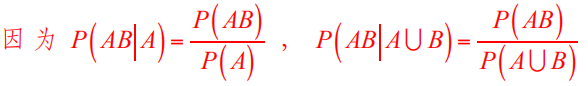 因为 P(AB|A) = P(AB)/P(A) , P(AB|A∪B) = P(AB)/P(A∪B)